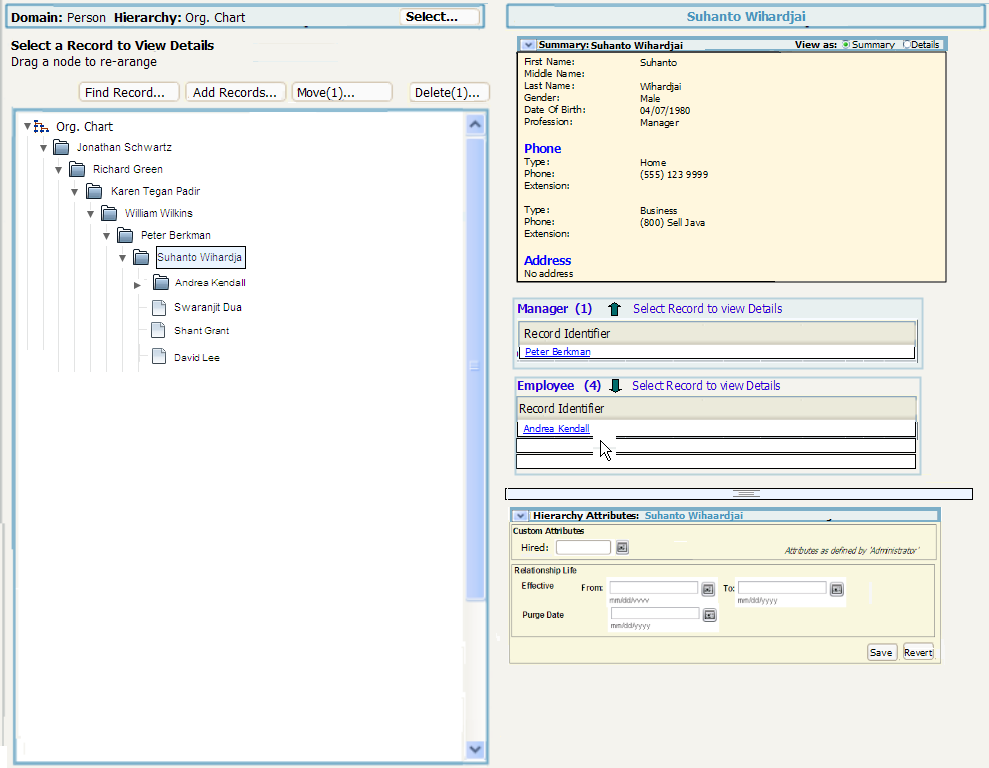 Domain: Person Hierarchy: Org. Chart Select...
Select a Record to View Details
Drag a node to re-arange
Find Record... Add Records... Move(1)... Delete(1)...
Org. Chart
Jonathan Schwartz
Richard Green
Karen Tegan Padir
William Wilkins
Peter Berkman
Suhanto Wihardja
Andrea Kendall
Swaranjit Dua
Shant Grant
David Lee
Suhanto Wihardjai
Summary: Suhanto Wihardjai View as: Summary Details
First Name: Suhanto
Middle Name:
Last Name: Wihardjai
Gender: Male
Date Of Birth: 04/07/1980
Profession: Manager
Phone
Type: Home
Phone: (555) 123 9999
Extension:
Type: Business
Phone: (800) Sell Java
Extension:
Address
No address
Manager (1) Select Record to view Details
Record Identifier
Peter Berkman
Employee (4) Select Record to view Details
Record Identifier
Andrea Kendall
Hierarchy Attributes: Suhanto Wihaardjai
Custom Attributes
Hired: Attributes as defined by 'Administrator'
Relationship Life
Effective From: To:
mm/dd/yyyy mm/dd/yyyy
Purge Date
mm/dd/yyyy
Save Revert